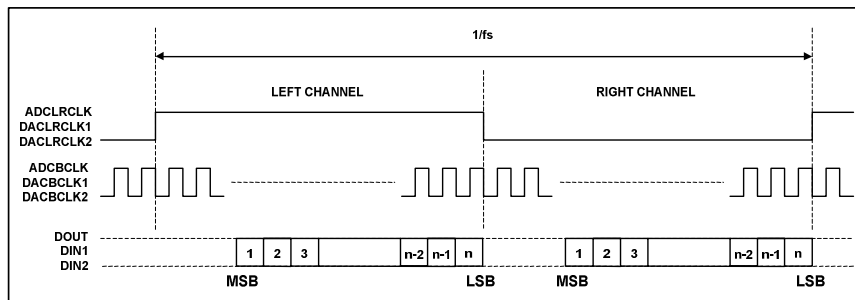 1/fs
LEFT CHANNEL
RIGHT CHANNEL
ADCLRCLK
DACLRCLK1
DACLRCLK2
ADCBCLK
DACBCLK1
DACBCLK2
DOUT
DIN1
DIN2
1 2 3 n-2 n-1 n 1 2 3 n-2 n-1 n
MSB LSB MSB LSB